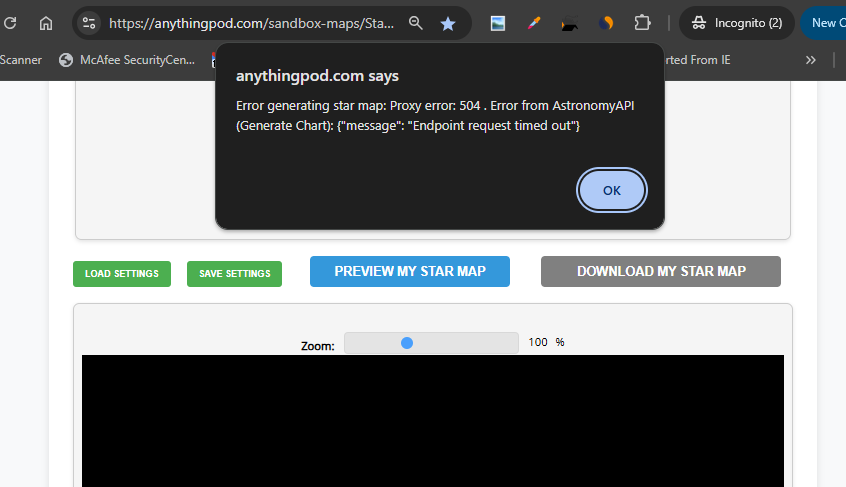 https://anythingpod.com/sandbox-maps/Sta...
Incognito (2)
New C
Scanner
McAfee SecurityCen...
rted From IE
»
anythingpod.com says
Error generating star map: Proxy error: 504 . Error from AstronomyAPI
(Generate Chart): {"message": "Endpoint request timed out"}
OK
LOAD SETTINGS
SAVE SETTINGS
PREVIEW MY STAR MAP
DOWNLOAD MY STAR MAP
Zoom:
100 %